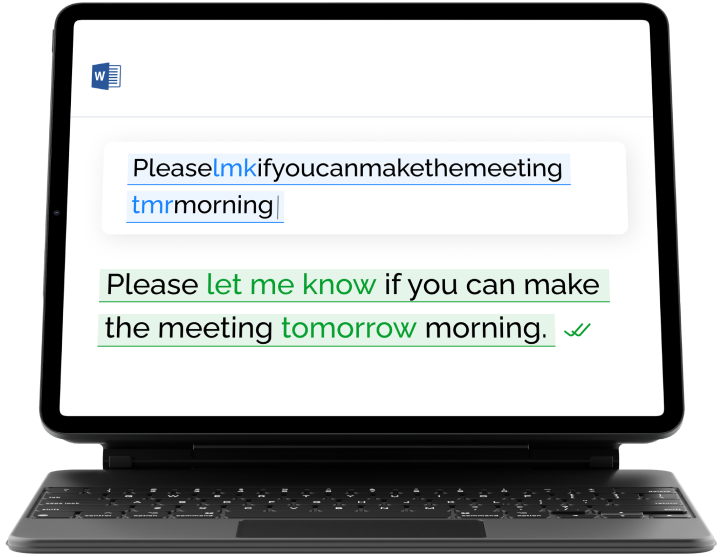 W
Pleaselmkifyoucanmakethemeeting
tmrmorning
Please let me know if you can make
the meeting tomorrow morning.